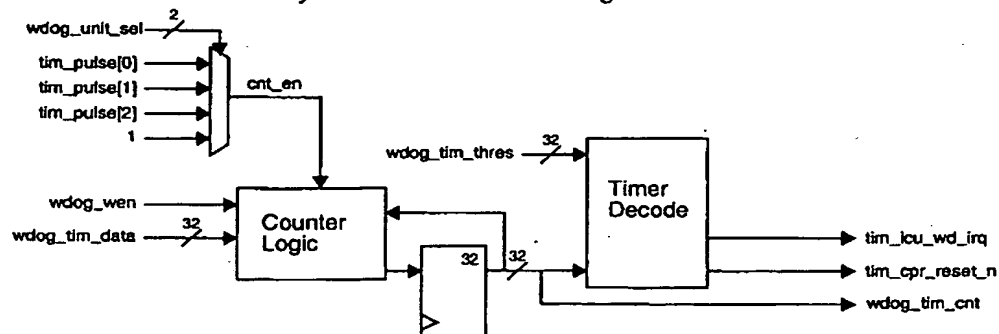 2
wdog_unit_sel
tim_pulse[0]
cnt_en
tim_pulse[1]
tim_pulse[2]
1
wdog_tim_thres
32
Timer
Decode
wdog_wen
Counter
Logic
wdog_tim_data
32
32
32
tim_icu_wd_irq
tim_cpr_reset_n
wdog_tim_cnt